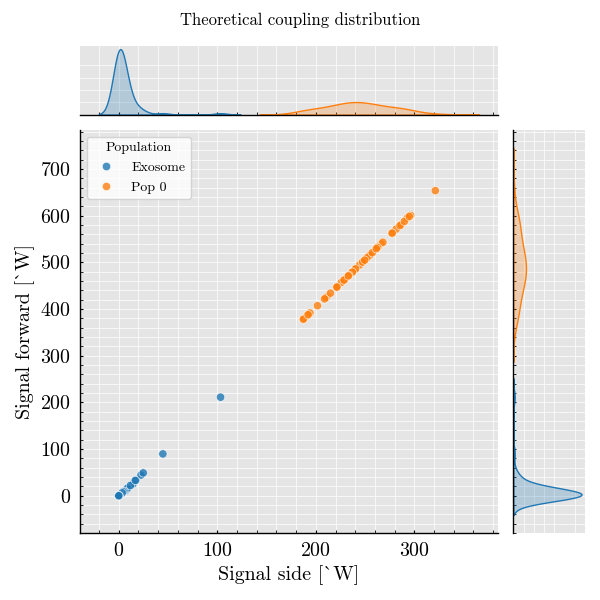 Theoretical coupling distribution
Population
Exosome
Pop 0
700
600
500
400
300
200
100
0
Signal forward [`W]
0 100 200 300
Signal side [`W]